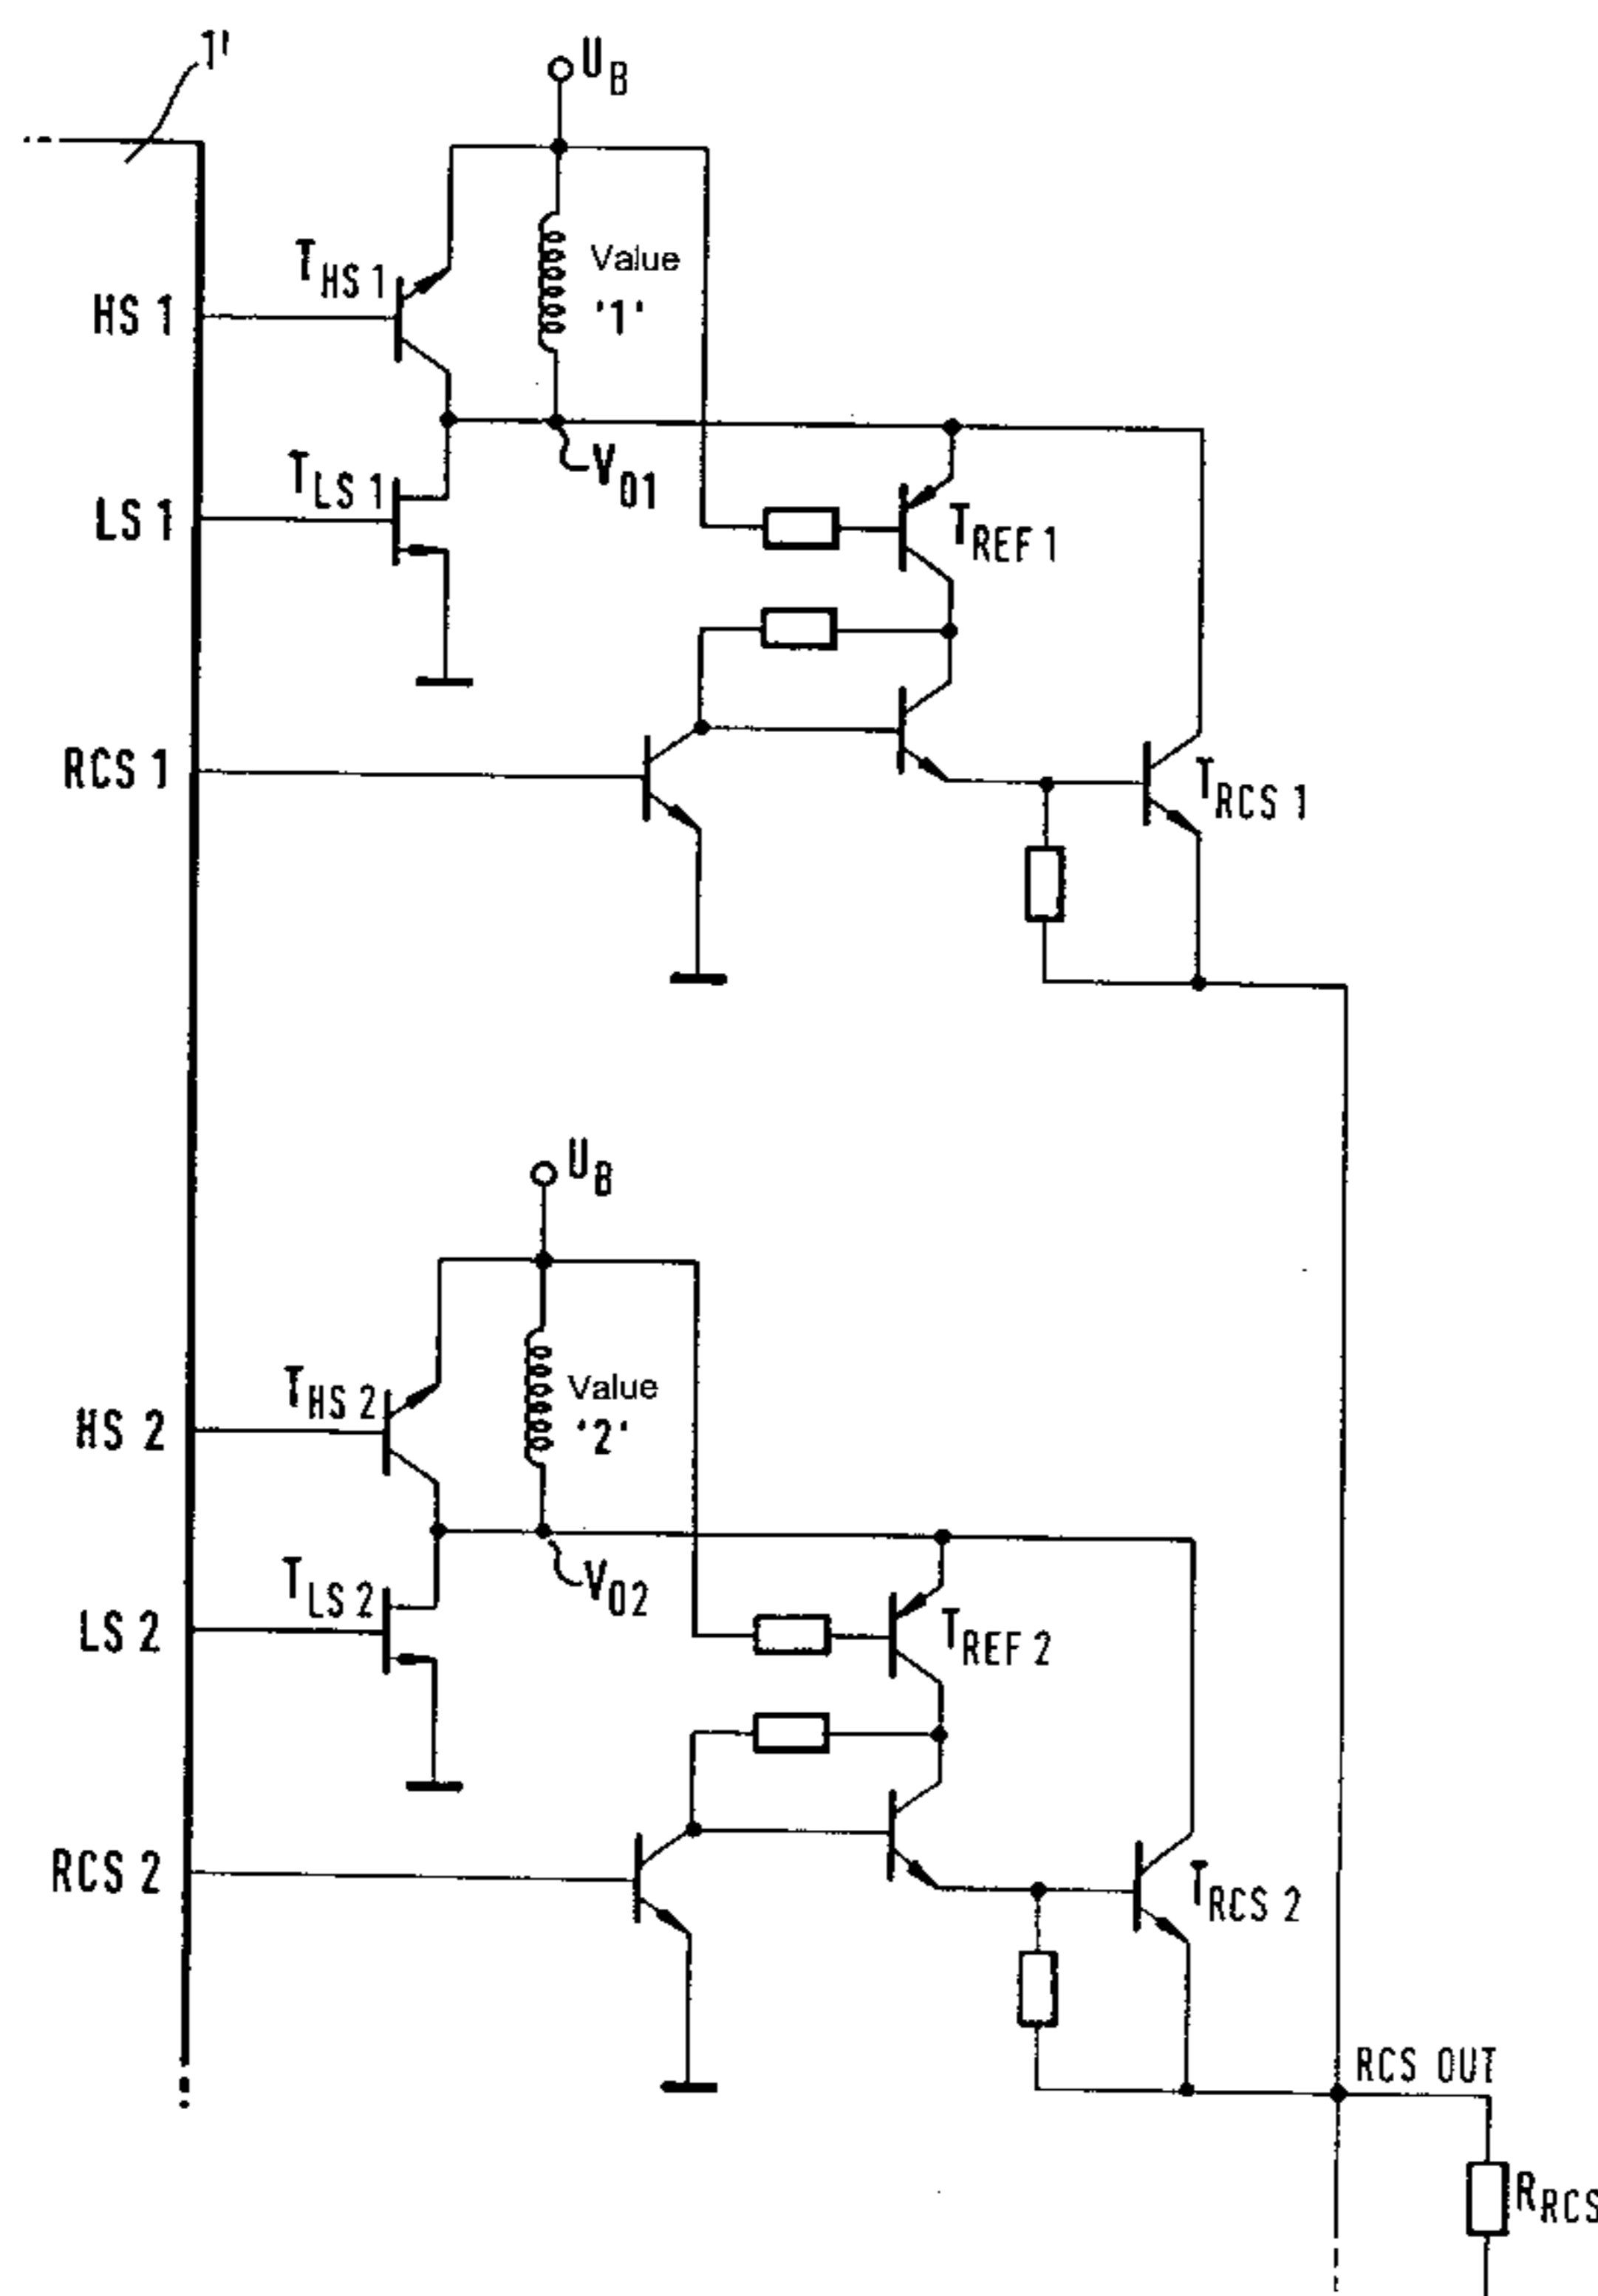 1'
U_B
T_HS 1
Value
HS 1
'1'
T_LS 1
V_O1
LS 1
T_REF 1
RCS 1
T_RCS 1
U_B
T_HS 2
Value
HS 2
'2'
T_LS 2
V_O2
LS 2
T_REF 2
RCS 2
T_RCS 2
RCS OUT
R_RCS